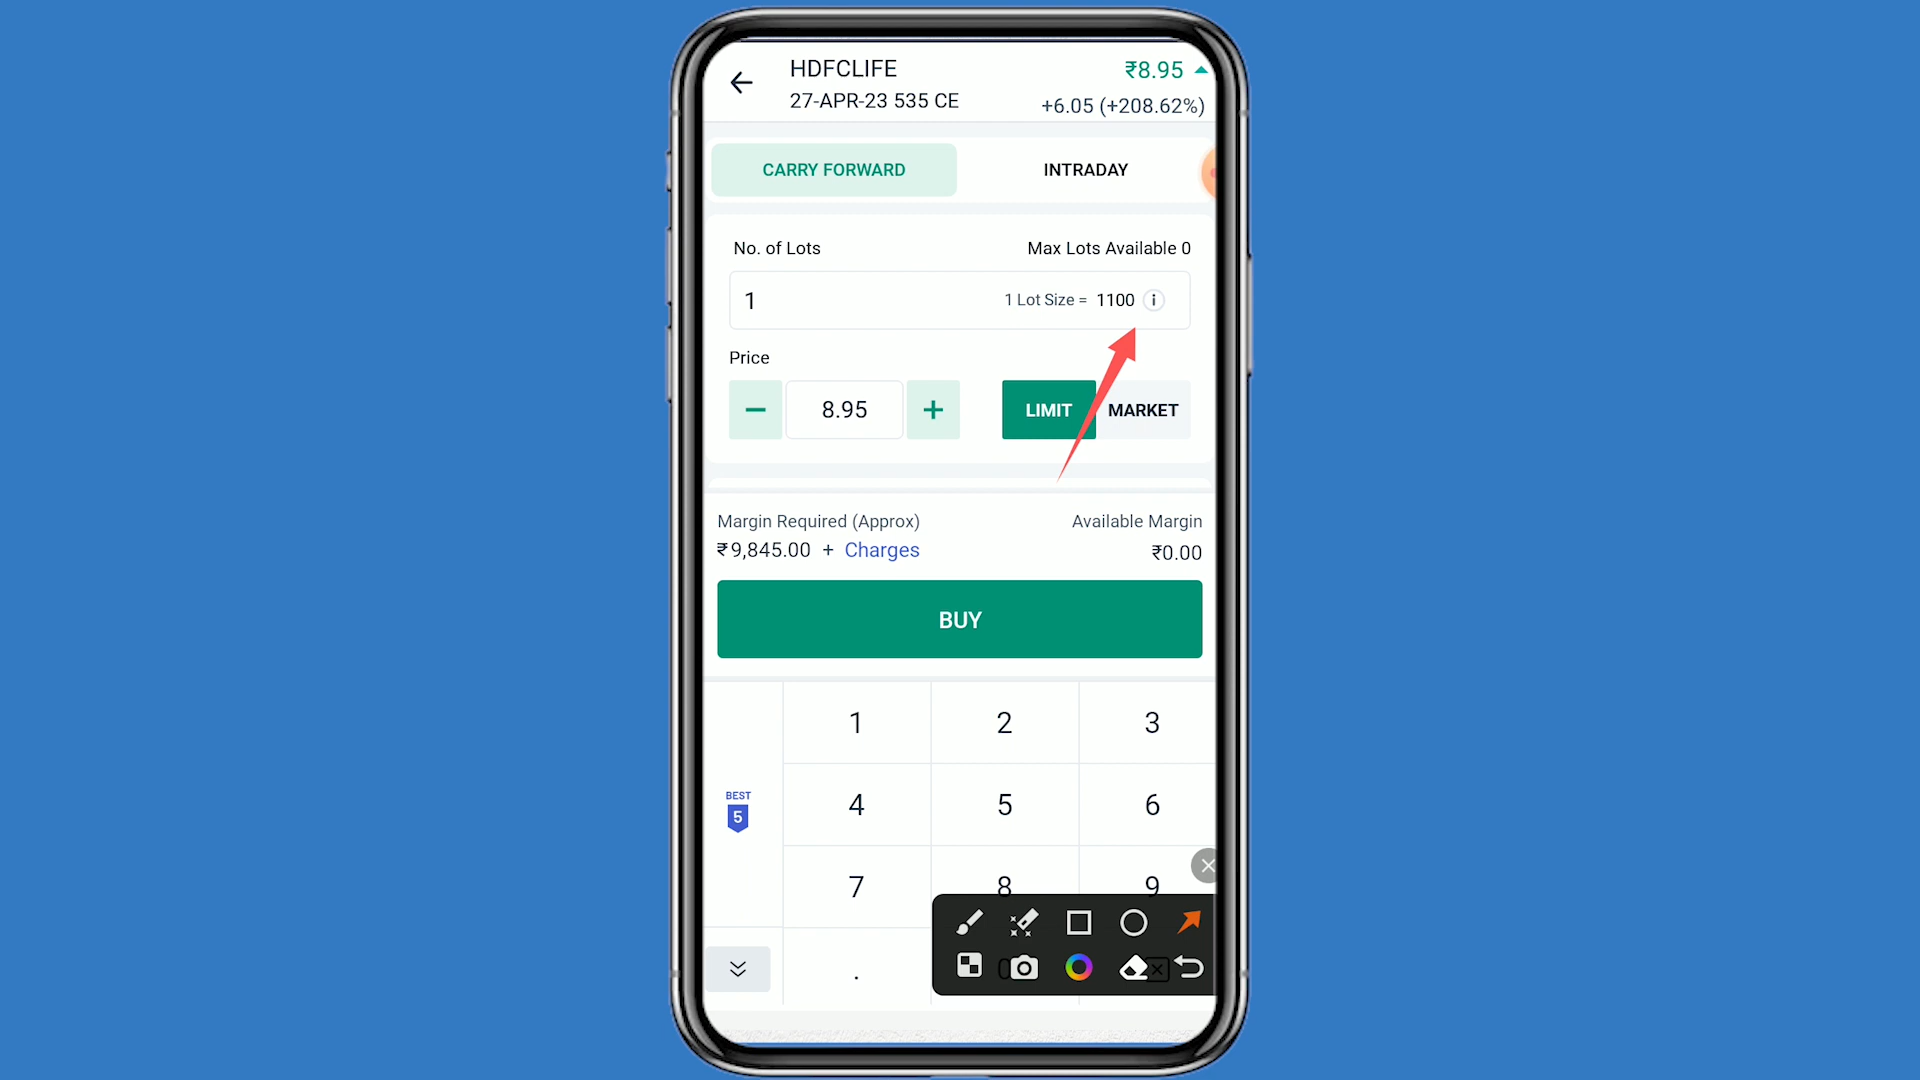 HDFCLIFE
₹8.95
27-APR-23 535 CE
+6.05 (+208.62%)
CARRY FORWARD
INTRADAY
No. of Lots
Max Lots Available 0
1
1 Lot Size = 1100
Price
8.95
LIMIT
MARKET
Margin Required (Approx)
Available Margin
₹9,845.00 + Charges
₹0.00
BUY
1 2 3
BEST
5
4 5 6
7 8 9
. 0